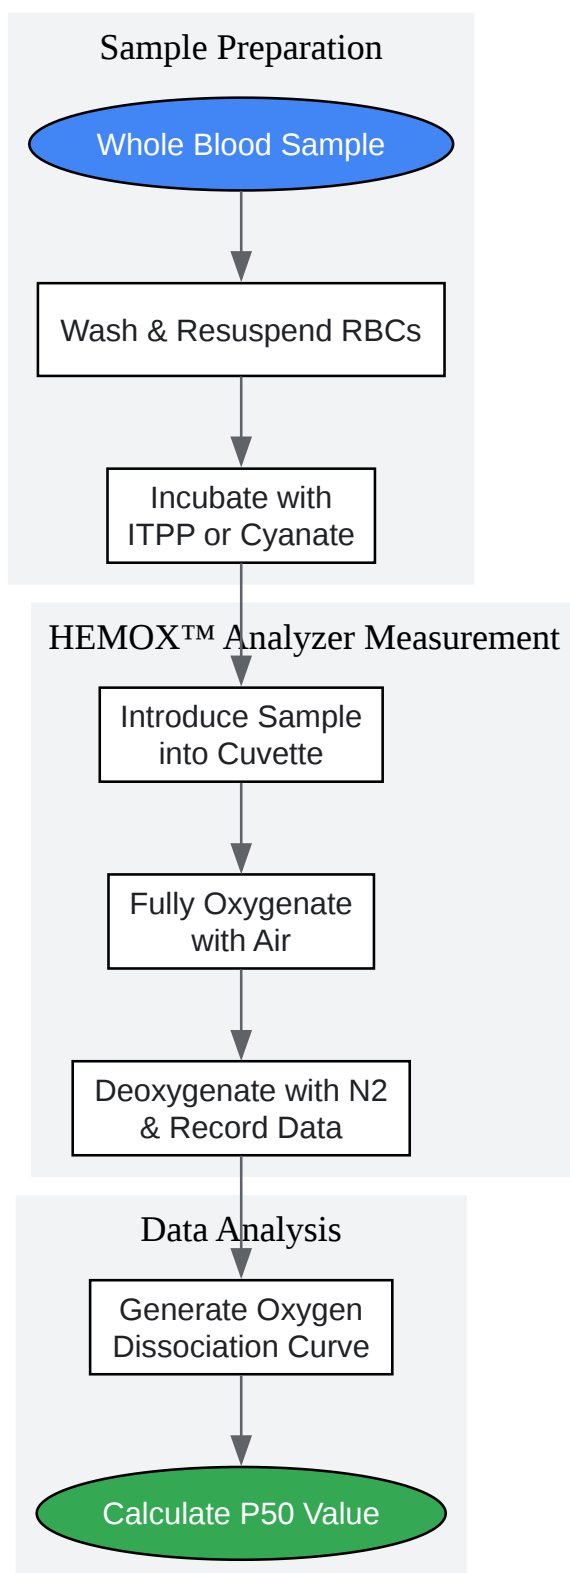 Sample Preparation
Whole Blood Sample
Wash & Resuspend RBCs
Incubate with
ITPP or Cyanate
HEMOX™ Analyzer Measurement
Introduce Sample
into Cuvette
Fully Oxygenate
with Air
Deoxygenate with N2
& Record Data
Data Analysis
Generate Oxygen
Dissociation Curve
Calculate P50 Value